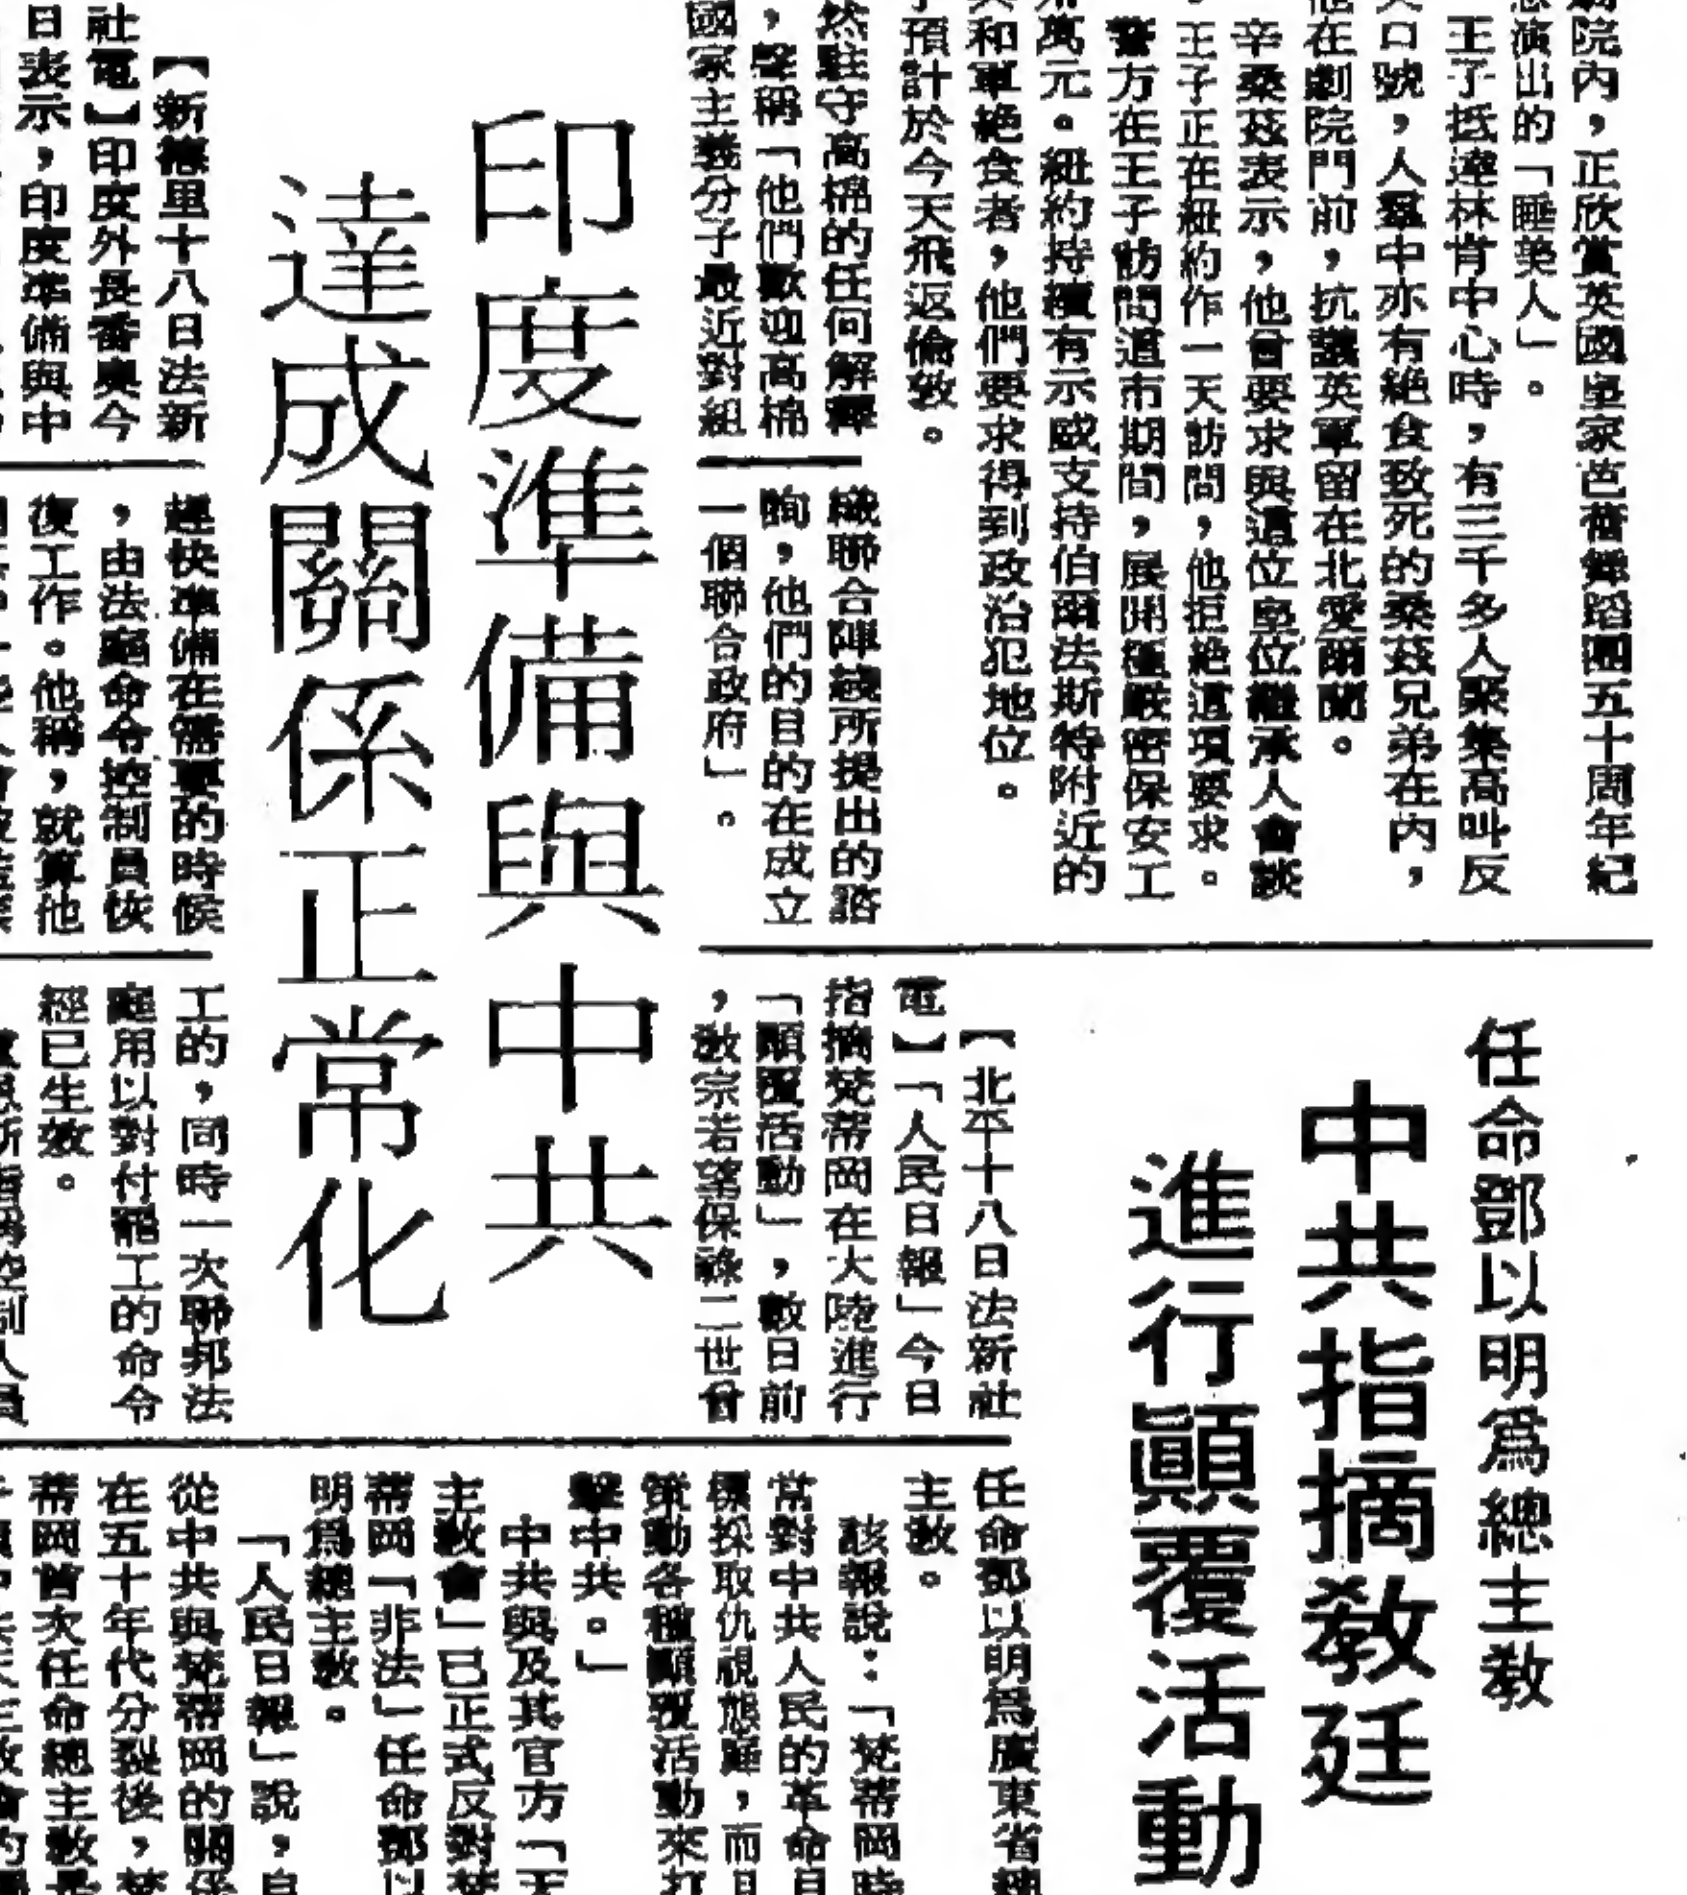 劇院內，正欣賞英國皇家芭蕾舞蹈團五十周年紀
演出的「睡美人」。
王子抵達林肯中心時，有三千多人聚集高叫反
口號，人羣中亦有絕食致死的桑茲兄弟在內，
他在劇院門前，抗議英軍留在北愛爾蘭。
辛桑茲表示，他曾要求與這位皇位繼承人會談
，王子正在紐約作一天訪問，他拒絕這項要求。
警方在王子訪問這市期間，展開極嚴密保安工
萬元。紐約持續有示威支持伯爾法斯特附近的
共和軍絕食者，他們要求得到政治犯地位。
預計於今天飛返倫敦。
然駐守高棉的任何解釋
，聲稱「他們歡迎高棉
國家主義分子最近對組
織聯合陣綫所提出的諮
詢，他們的目的在成立
一個聯合政府」。
印度準備與中共
達成關係正常化
【新德里十八日法新
社電】印度外長齋奧今
日表示，印度準備與中
趕快準備在需要的時候
，由法庭命令控制員恢
復工作。他稱，就算他
工的，同時一次聯邦法
庭用以對付罷工的命令
經已生效。
任命鄧以明爲總主教
中共指摘教廷
進行顚覆活動
【北平十八日法新社
電】「人民日報」今日
指摘梵蒂岡在大陸進行
「顚覆活動」，數日前
，教宗若望保祿二世曾
任命鄧以明爲廣東省總
主教。
該報說：「梵蒂岡時
常對中共人民的革命目
標採取仇視態度，而且
策動各種顚覆活動來打
擊中共。」
中共與及其官方「天
主教會」已正式反對梵
蒂岡「非法」任命鄧以
明爲總主教。
「人民日報」說，自
從中共與梵蒂岡的關係
在五十年代分裂後，梵
蒂岡首次任命總主教是